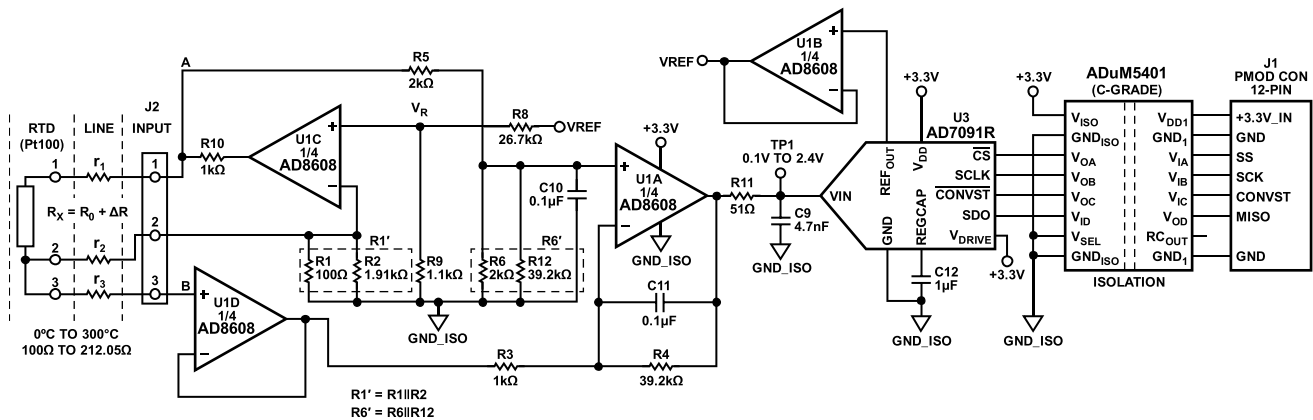 U1B
1/4
AD8608
VREF
+3.3V
+3.3V
ADuM5401
(C-GRADE)
J1
PMOD CON
12-PIN
A
R5
2kΩ
J2
RTD
(Pt100)
LINE
INPUT
R10
1kΩ
U1C
1/4
AD8608
VR
R8
26.7kΩ
VREF
+3.3V
TP1
0.1V TO 2.4V
U3
AD7091R
VISO
GNDISO
VOA
VOB
VOC
VID
VSEL
GNDISO
VDD1
GND1
VIA
VIB
VIC
VOD
RCOUT
GND1
+3.3V_IN
GND
SS
SCK
CONVST
MISO
GND
1
r1
1
RX = R0 + ΔR
2
r2
2
3
r3
3
B
C10
0.1µF
U1A
1/4
AD8608
R11
51Ω
C9
4.7nF
GND_ISO
GND_ISO
VIN
REFOUT
VDD
CS
SCLK
CONVST
SDO
VDRIVE
GND
REGCAP
+3.3V
C12
1µF
ISOLATION
R1′
R6′
R1
100Ω
R2
1.91kΩ
R9
1.1kΩ
R6
2kΩ
R12
39.2kΩ
U1D
1/4
AD8608
GND_ISO
C11
0.1µF
GND_ISO
GND_ISO
0ºC TO 300°C
100Ω TO 212.05Ω
R3
1kΩ
R4
39.2kΩ
R1′ = R1llR2
R6′ = R6llR12
+
−
+
−
+
−
+
−